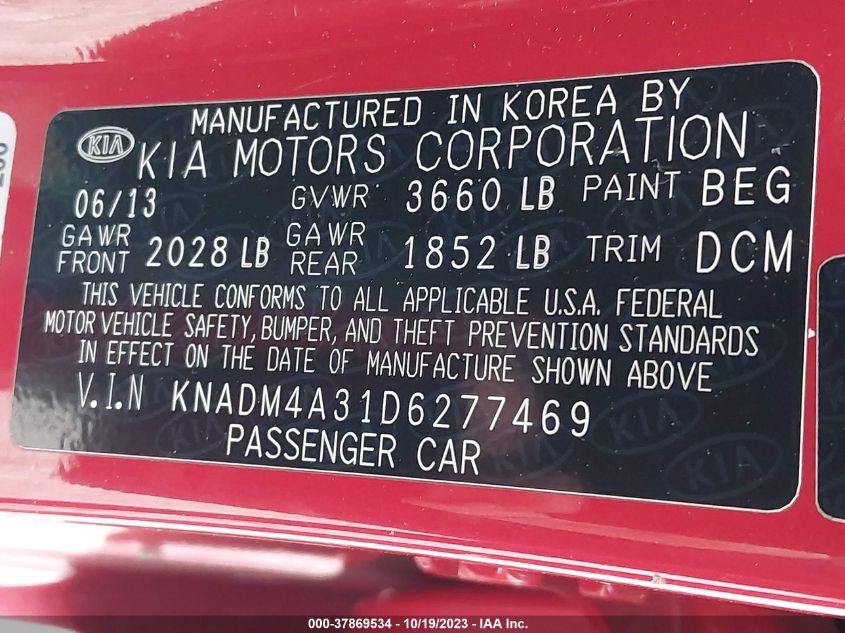 MANUFACTURED IN KOREA BY
KIA KIA MOTORS CORPORATION
06/13 GVWR 3660 LB PAINT BEG
GAWR FRONT 2028 LB GAWR REAR 1852 LB TRIM DCM
THIS VEHICLE CONFORMS TO ALL APPLICABLE U.S.A. FEDERAL
MOTOR VEHICLE SAFETY, BUMPER, AND THEFT PREVENTION STANDARDS
IN EFFECT ON THE DATE OF MANUFACTURE SHOWN ABOVE
V.I.N KNADM4A31D6277469
PASSENGER CAR
000-37869534 - 10/19/2023 - IAA Inc.